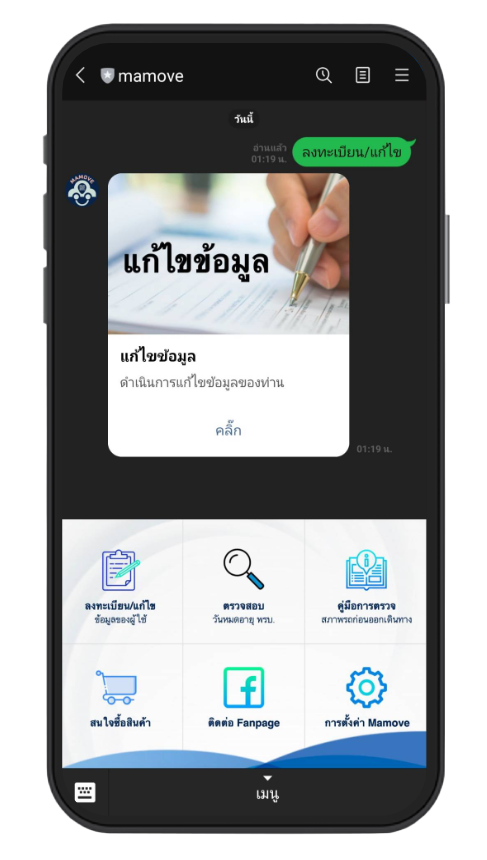 mamove
วันนี้
อ่านแล้ว
01:19 น.
ลงทะเบียน/แก้ไข
MAMOVE
แก้ไขข้อมูล
แก้ไขข้อมูล
ดำเนินการแก้ไขข้อมูลของท่าน
คลิ๊ก
01:19 น.
ลงทะเบียน/แก้ไข
ข้อมูลของผู้ใช้
ตรวจสอบ
วันหมดอายุ พรบ.
คู่มือการตรวจ
สภาพรถก่อนออกเดินทาง
สนใจซื้อสินค้า
ติดต่อ Fanpage
การตั้งค่า Mamove
เมนู